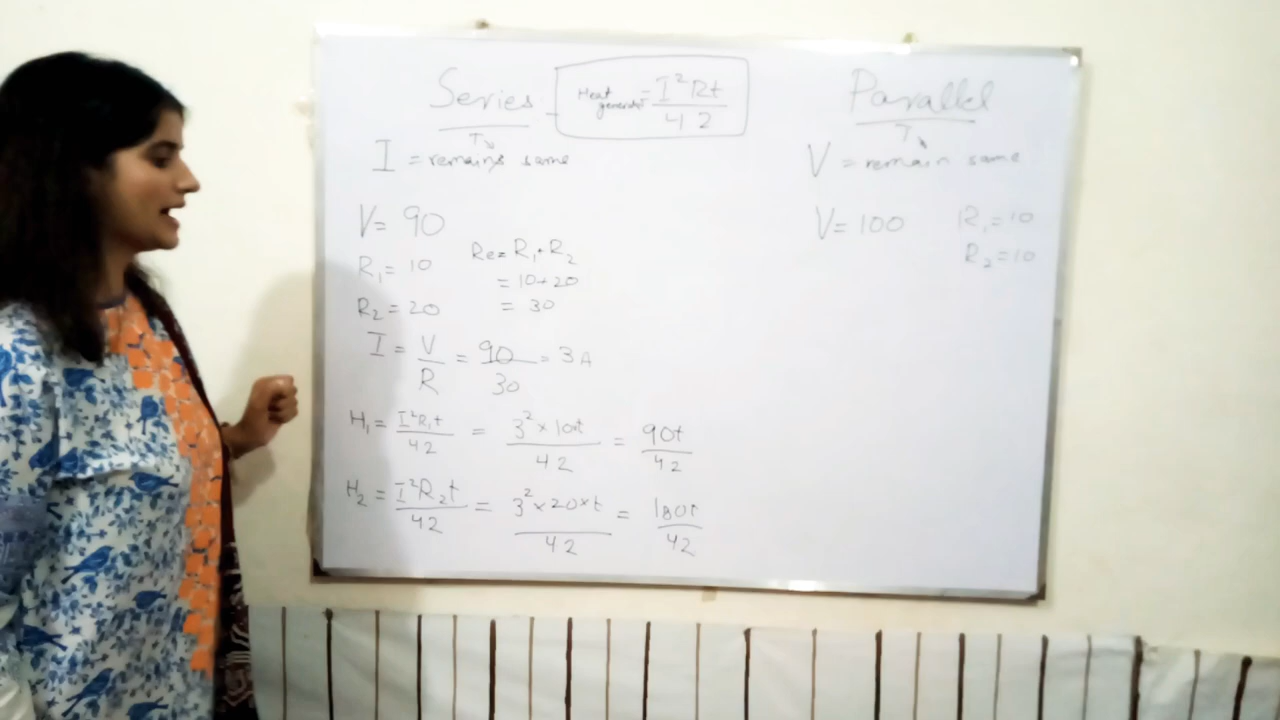 Series
Heat generated = I²Rt / 42
I = remains same
V = 90
R₁ = 10
R₂ = 20
Re = R₁ + R₂
= 10 + 20
= 30
I = V / R = 90 / 30 = 3A
H₁ = I²R₁t / 42 = 3² × 10t / 42 = 90t / 42
H₂ = I²R₂t / 42 = 3² × 20 × t / 42 = 180t / 42
Parallel
V = remain same
V = 100
R₁ = 10
R₂ = 10